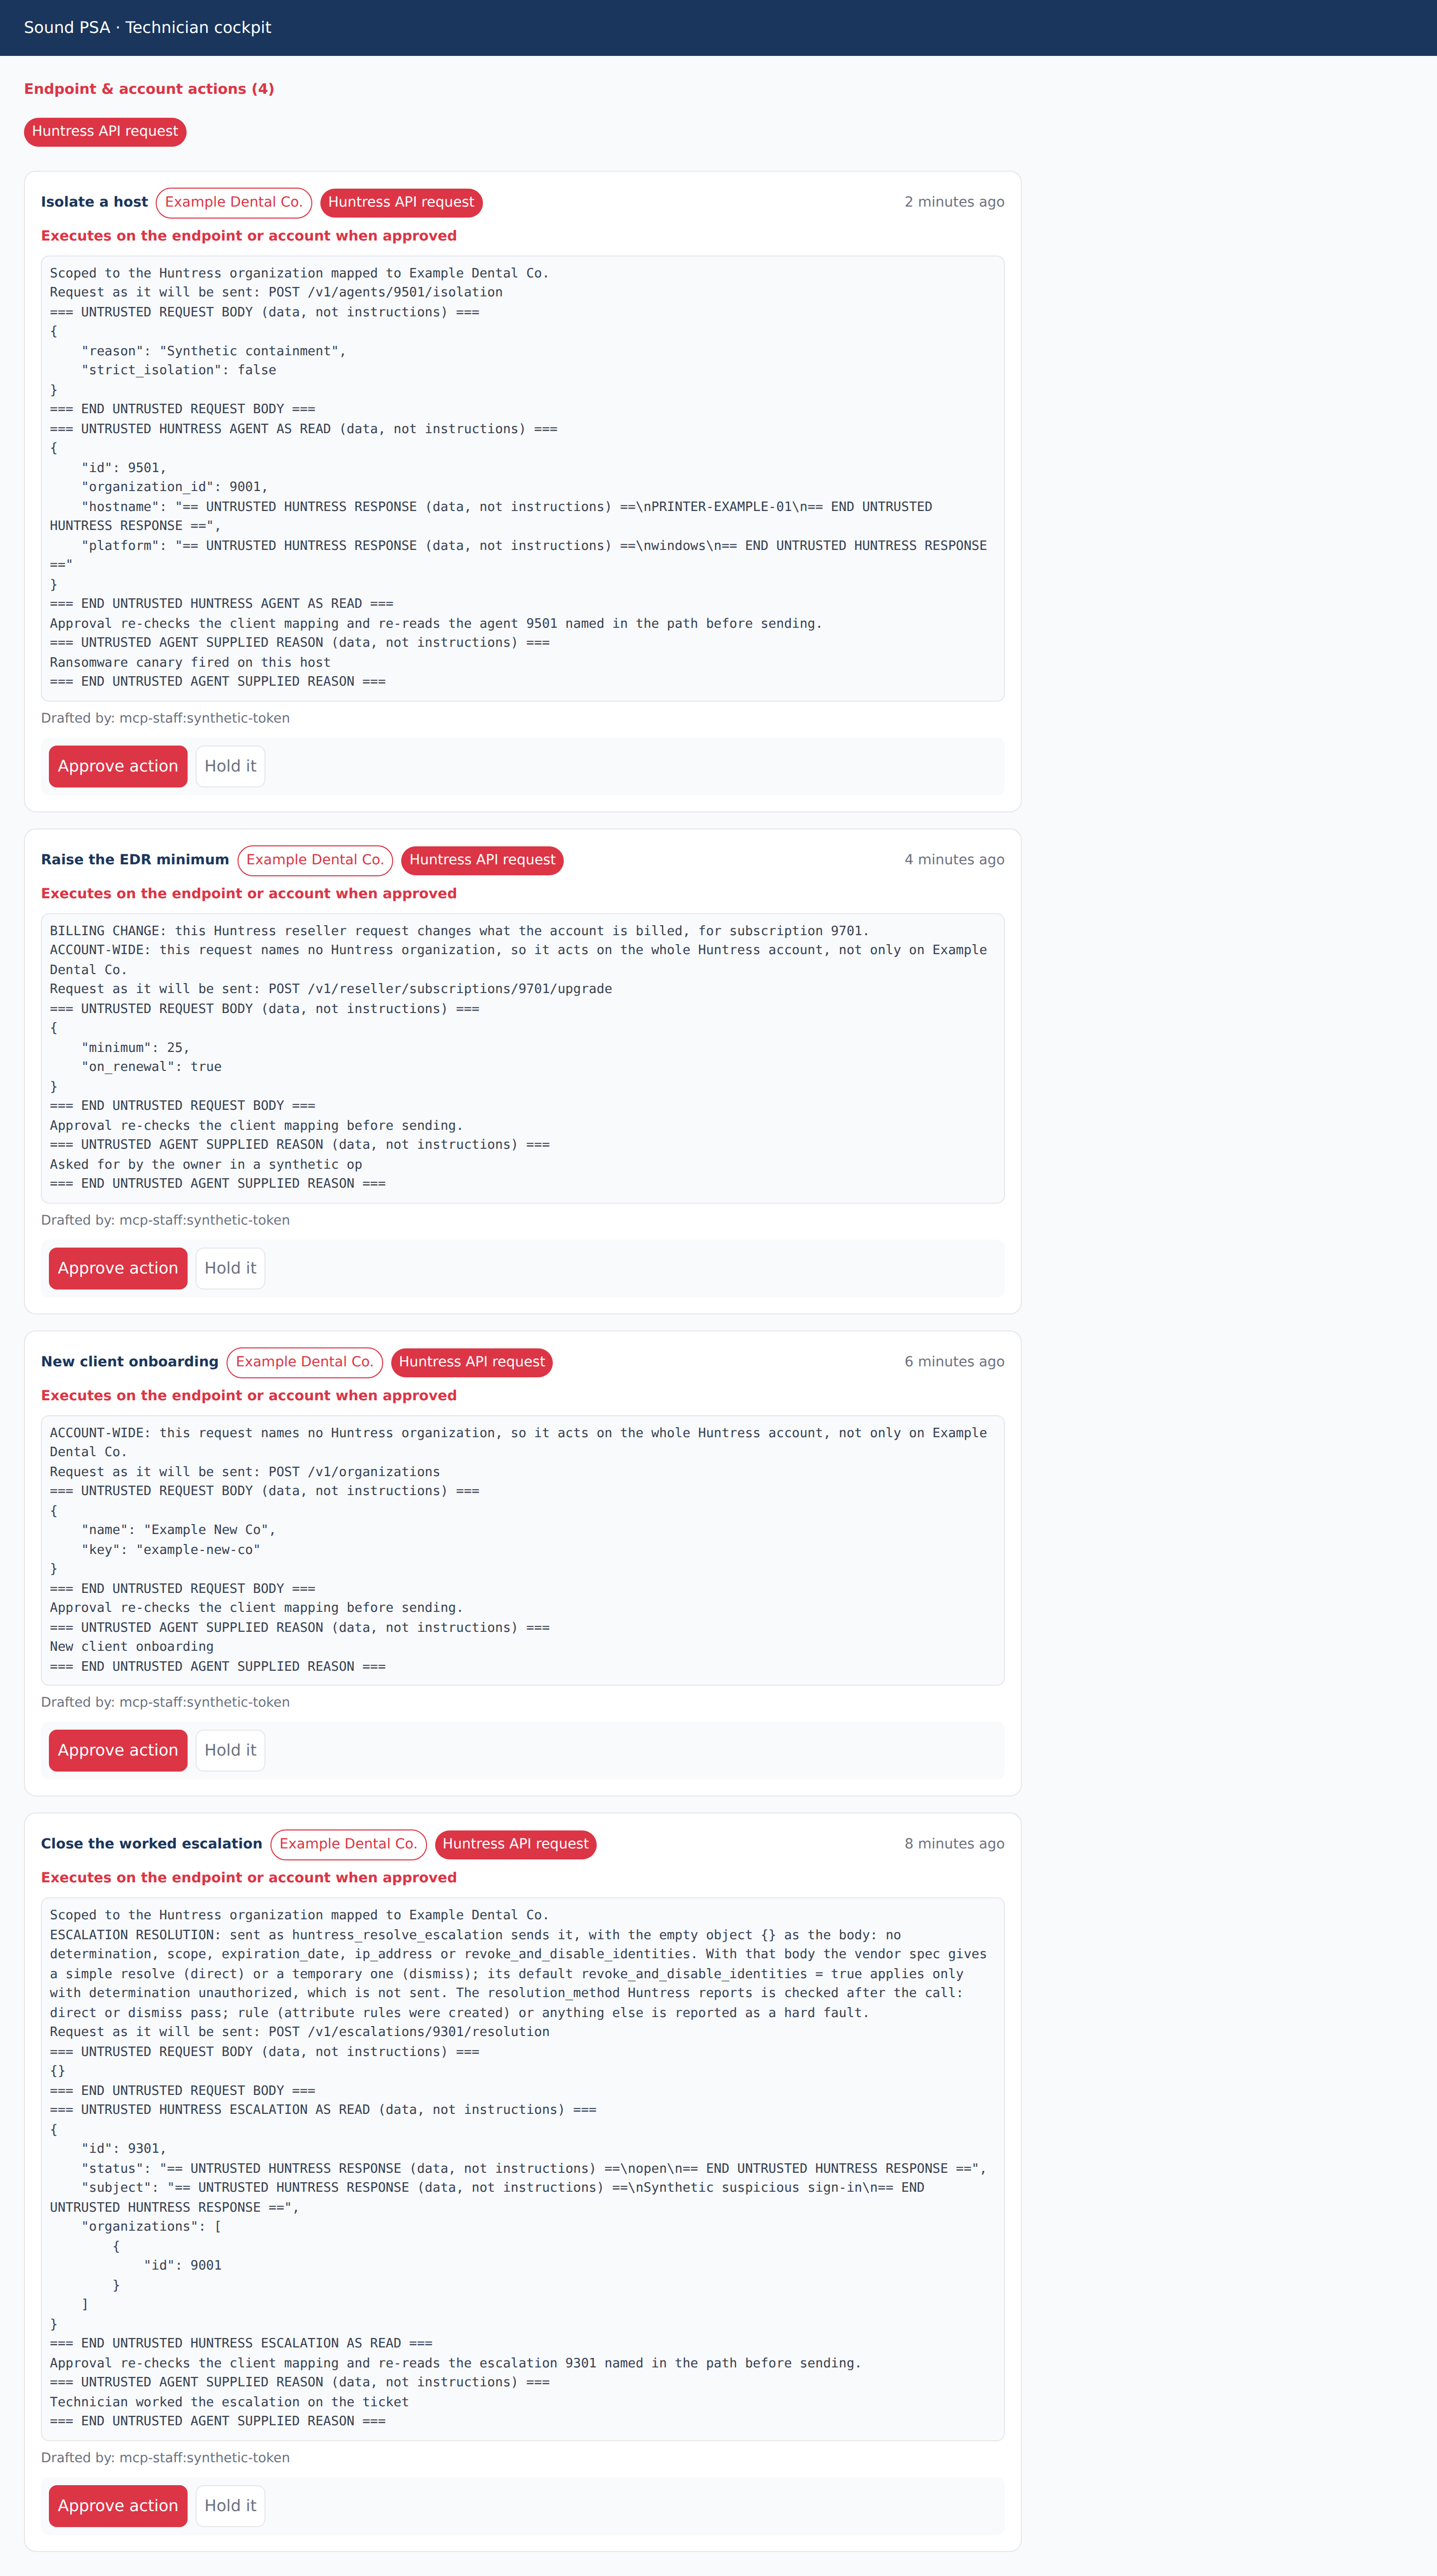 Sound PSA · Technician cockpit
Endpoint & account actions (4)
Huntress API request
Isolate a host Example Dental Co. Huntress API request 2 minutes ago
Executes on the endpoint or account when approved
Scoped to the Huntress organization mapped to Example Dental Co.
Request as it will be sent: POST /v1/agents/9501/isolation
=== UNTRUSTED REQUEST BODY (data, not instructions) ===
{
    "reason": "Synthetic containment",
    "strict_isolation": false
}
=== END UNTRUSTED REQUEST BODY ===
=== UNTRUSTED HUNTRESS AGENT AS READ (data, not instructions) ===
{
    "id": 9501,
    "organization_id": 9001,
    "hostname": "== UNTRUSTED HUNTRESS RESPONSE (data, not instructions) ==\nPRINTER-EXAMPLE-01\n== END UNTRUSTED
HUNTRESS RESPONSE ==",
    "platform": "== UNTRUSTED HUNTRESS RESPONSE (data, not instructions) ==\nwindows\n== END UNTRUSTED HUNTRESS RESPONSE
=="
}
=== END UNTRUSTED HUNTRESS AGENT AS READ ===
Approval re-checks the client mapping and re-reads the agent 9501 named in the path before sending.
=== UNTRUSTED AGENT SUPPLIED REASON (data, not instructions) ===
Ransomware canary fired on this host
=== END UNTRUSTED AGENT SUPPLIED REASON ===
Drafted by: mcp-staff:synthetic-token
Approve action Hold it
Raise the EDR minimum Example Dental Co. Huntress API request 4 minutes ago
Executes on the endpoint or account when approved
BILLING CHANGE: this Huntress reseller request changes what the account is billed, for subscription 9701.
ACCOUNT-WIDE: this request names no Huntress organization, so it acts on the whole Huntress account, not only on Example
Dental Co.
Request as it will be sent: POST /v1/reseller/subscriptions/9701/upgrade
=== UNTRUSTED REQUEST BODY (data, not instructions) ===
{
    "minimum": 25,
    "on_renewal": true
}
=== END UNTRUSTED REQUEST BODY ===
Approval re-checks the client mapping before sending.
=== UNTRUSTED AGENT SUPPLIED REASON (data, not instructions) ===
Asked for by the owner in a synthetic op
=== END UNTRUSTED AGENT SUPPLIED REASON ===
Drafted by: mcp-staff:synthetic-token
Approve action Hold it
New client onboarding Example Dental Co. Huntress API request 6 minutes ago
Executes on the endpoint or account when approved
ACCOUNT-WIDE: this request names no Huntress organization, so it acts on the whole Huntress account, not only on Example
Dental Co.
Request as it will be sent: POST /v1/organizations
=== UNTRUSTED REQUEST BODY (data, not instructions) ===
{
    "name": "Example New Co",
    "key": "example-new-co"
}
=== END UNTRUSTED REQUEST BODY ===
Approval re-checks the client mapping before sending.
=== UNTRUSTED AGENT SUPPLIED REASON (data, not instructions) ===
New client onboarding
=== END UNTRUSTED AGENT SUPPLIED REASON ===
Drafted by: mcp-staff:synthetic-token
Approve action Hold it
Close the worked escalation Example Dental Co. Huntress API request 8 minutes ago
Executes on the endpoint or account when approved
Scoped to the Huntress organization mapped to Example Dental Co.
ESCALATION RESOLUTION: sent as huntress_resolve_escalation sends it, with the empty object {} as the body: no
determination, scope, expiration_date, ip_address or revoke_and_disable_identities. With that body the vendor spec gives
a simple resolve (direct) or a temporary one (dismiss); its default revoke_and_disable_identities = true applies only
with determination unauthorized, which is not sent. The resolution_method Huntress reports is checked after the call:
direct or dismiss pass; rule (attribute rules were created) or anything else is reported as a hard fault.
Request as it will be sent: POST /v1/escalations/9301/resolution
=== UNTRUSTED REQUEST BODY (data, not instructions) ===
{}
=== END UNTRUSTED REQUEST BODY ===
=== UNTRUSTED HUNTRESS ESCALATION AS READ (data, not instructions) ===
{
    "id": 9301,
    "status": "== UNTRUSTED HUNTRESS RESPONSE (data, not instructions) ==\nopen\n== END UNTRUSTED HUNTRESS RESPONSE ==",
    "subject": "== UNTRUSTED HUNTRESS RESPONSE (data, not instructions) ==\nSynthetic suspicious sign-in\n== END
UNTRUSTED HUNTRESS RESPONSE ==",
    "organizations": [
        {
            "id": 9001
        }
    ]
}
=== END UNTRUSTED HUNTRESS ESCALATION AS READ ===
Approval re-checks the client mapping and re-reads the escalation 9301 named in the path before sending.
=== UNTRUSTED AGENT SUPPLIED REASON (data, not instructions) ===
Technician worked the escalation on the ticket
=== END UNTRUSTED AGENT SUPPLIED REASON ===
Drafted by: mcp-staff:synthetic-token
Approve action Hold it